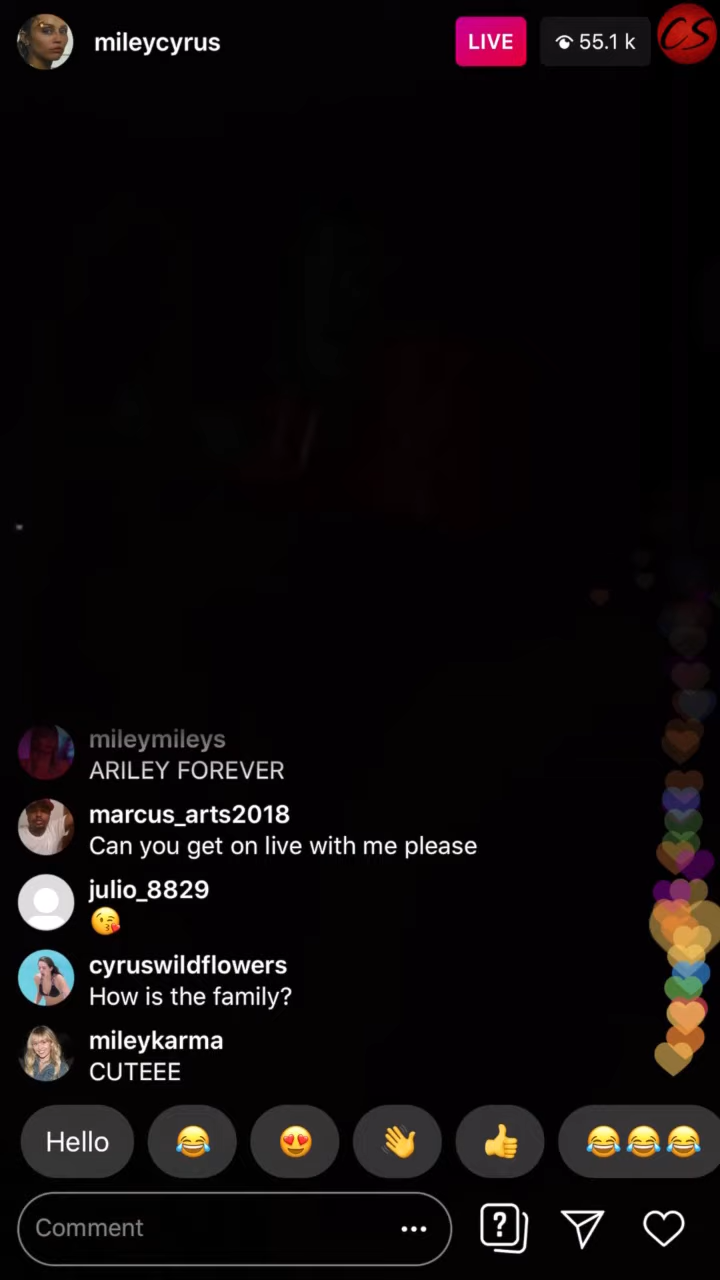 mileycyrus
LIVE
55.1 k
CS
mileymileys
ARILEY FOREVER
marcus_arts2018
Can you get on live with me please
julio_8829
😘
cyruswildflowers
How is the family?
mileykarma
CUTEEE
Hello 😂 😍 👋 👍 😂😂😂
Comment
?